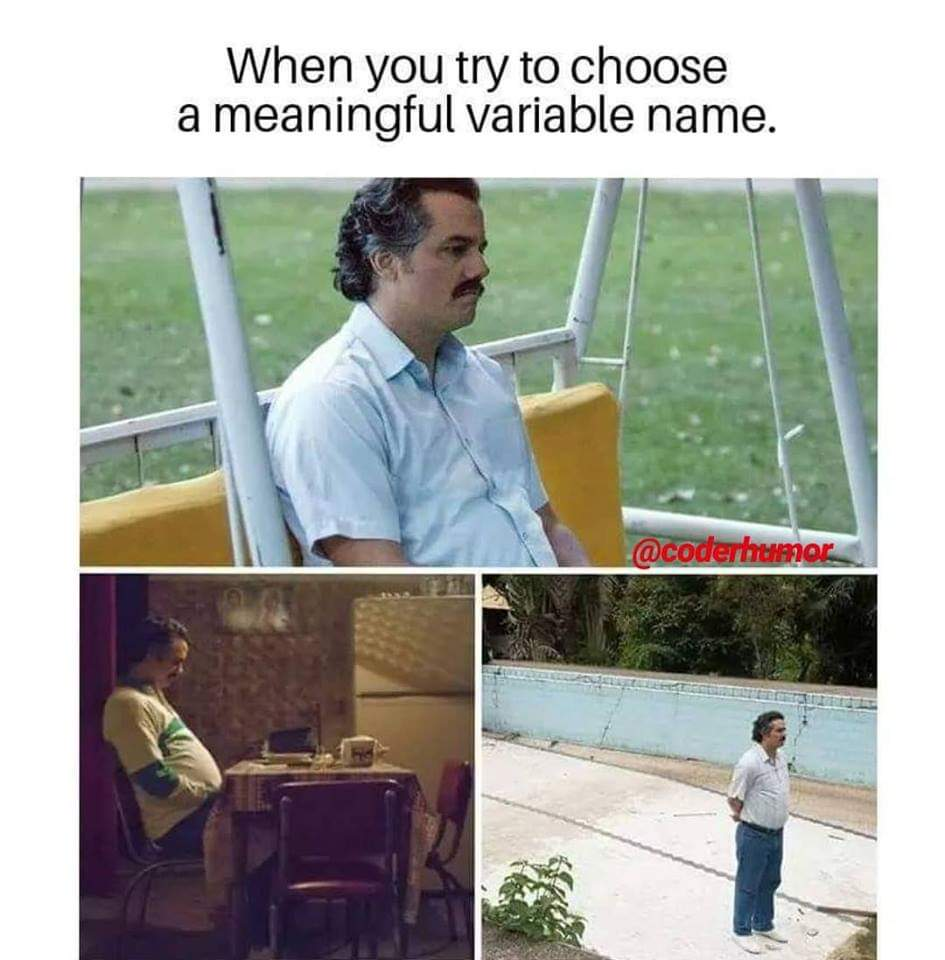 When you try to choose
a meaningful variable name.
@coderhumor